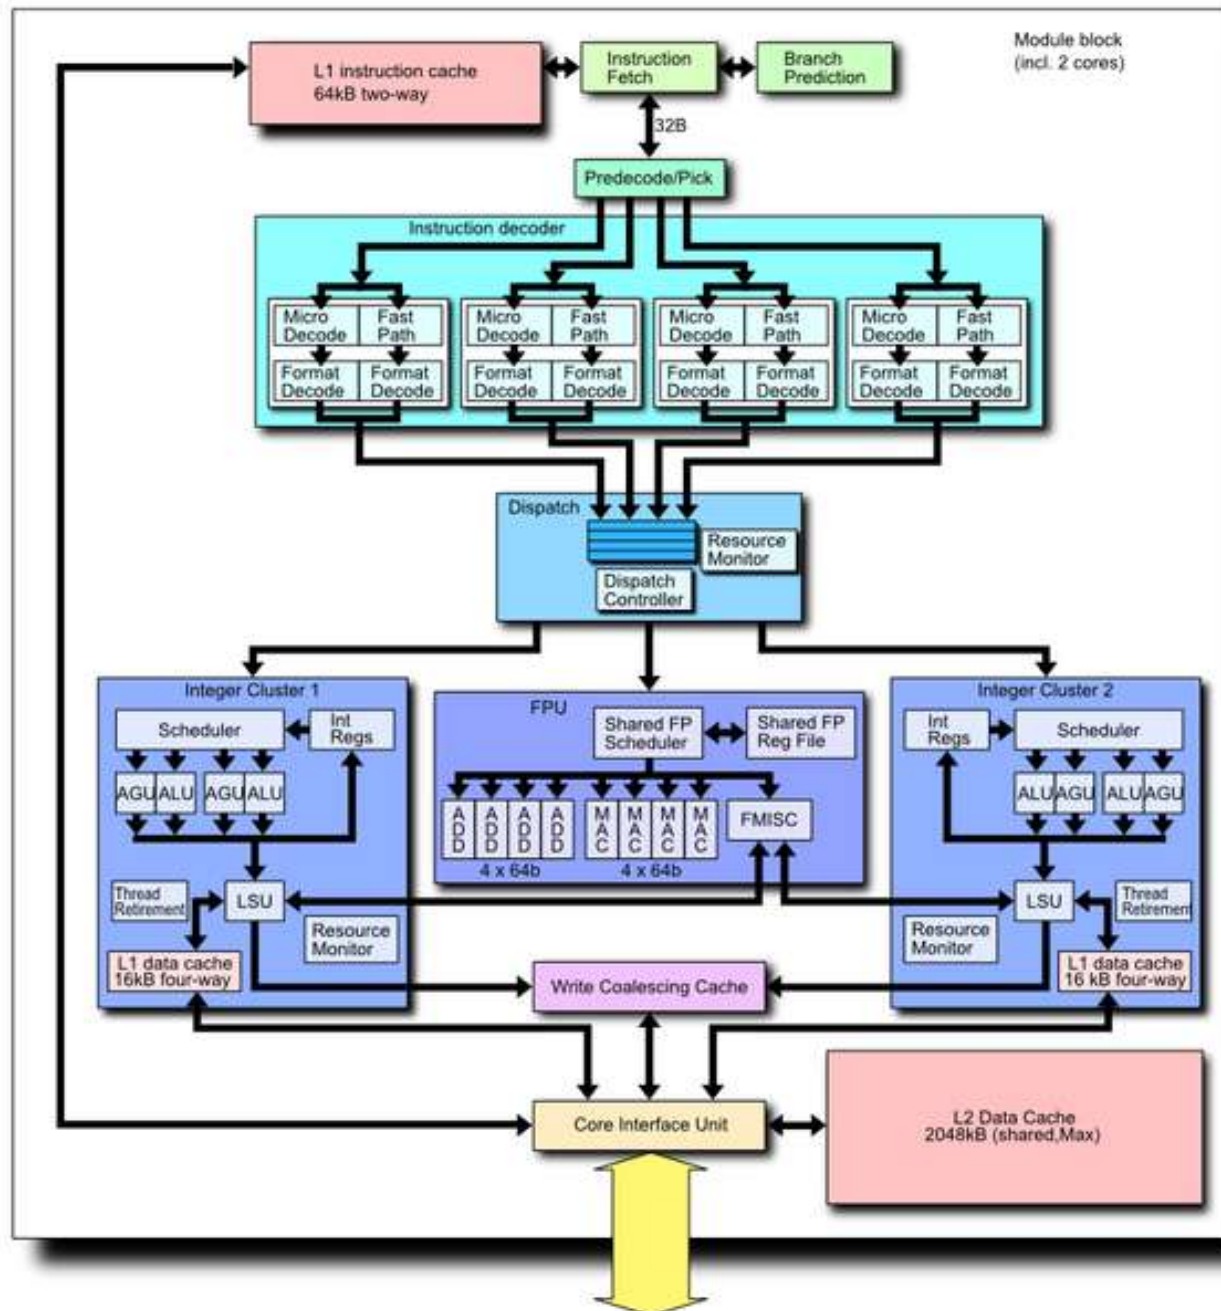 Module block
(incl. 2 cores)
L1 instruction cache
64kB two-way
Instruction
Fetch
Branch
Prediction
32B
Predecode/Pick
Instruction decoder
Micro
Decode
Fast
Path
Format
Decode
Format
Decode
Micro
Decode
Fast
Path
Format
Decode
Format
Decode
Micro
Decode
Fast
Path
Format
Decode
Format
Decode
Micro
Decode
Fast
Path
Format
Decode
Format
Decode
Dispatch
Resource
Monitor
Dispatch
Controller
Integer Cluster 1
Scheduler
Int
Regs
AGU
ALU
AGU
ALU
LSU
Thread
Retirement
Resource
Monitor
L1 data cache
16kB four-way
FPU
Shared FP
Scheduler
Shared FP
Reg File
ADD
ADD
ADD
ADD
MAC
MAC
MAC
MAC
FMISC
4 x 64b
4 x 64b
Integer Cluster 2
Int
Regs
Scheduler
ALU
AGU
ALU
AGU
LSU
Thread
Retirement
Resource
Monitor
L1 data cache
16 kB four-way
Write Coalescing Cache
Core Interface Unit
L2 Data Cache
2048kB (shared,Max)